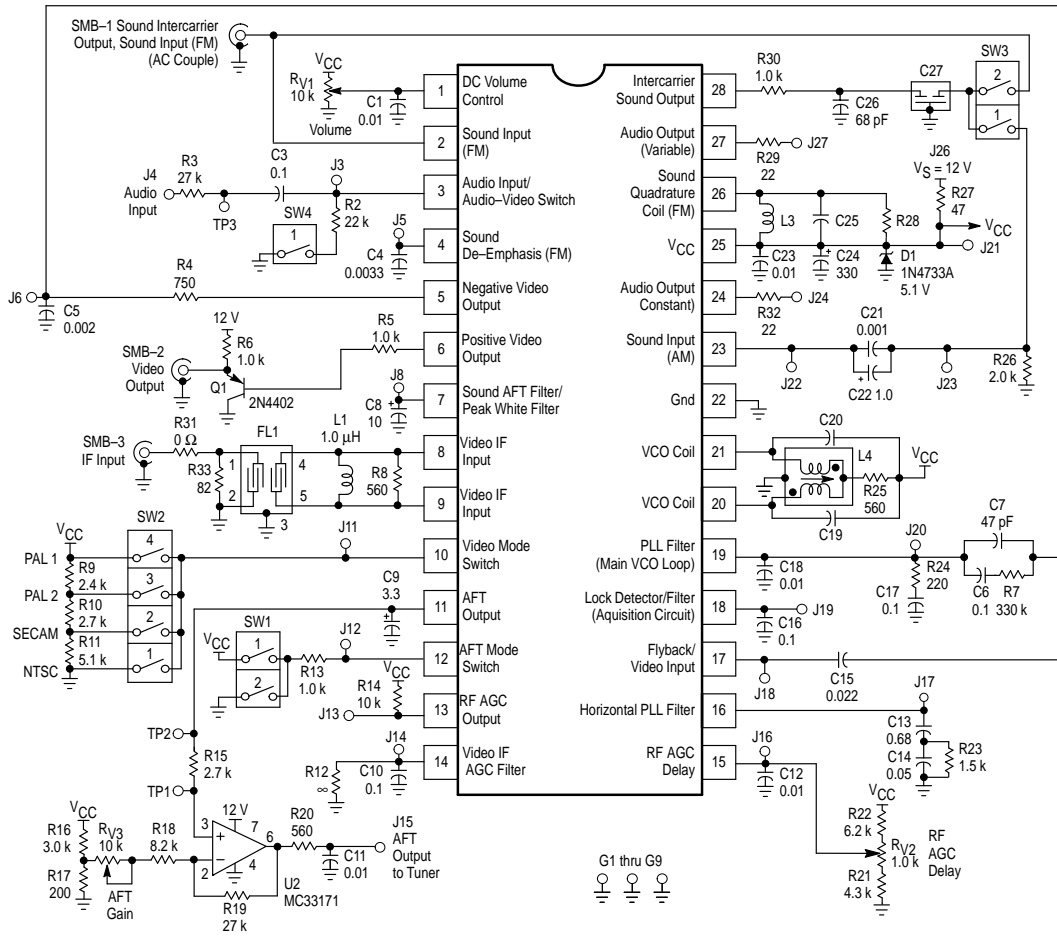 SMB–1 Sound Intercarrier
Output, Sound Input (FM)
(AC Couple)
VCC
RV1
10 k
Volume
C1
0.01
1
DC Volume
Control
2
Sound Input
(FM)
J4
Audio
Input
R3
27 k
TP3
C3
0.1
J3
R2
22 k
SW4
1
3
Audio Input/
Audio–Video Switch
J5
C4
0.0033
4
Sound
De–Emphasis (FM)
J6
C5
0.002
R4
750
5
Negative Video
Output
12 V
R6
1.0 k
SMB–2
Video
Output
Q1
2N4402
R5
1.0 k
6
Positive Video
Output
J8
C8
10
+
7
Sound AFT Filter/
Peak White Filter
SMB–3
IF Input
R31
0 Ω
R33
82
FL1
1
2
3
4
5
L1
1.0 µH
R8
560
8
Video IF
Input
9
Video IF
Input
SW2
VCC
PAL 1
R9
2.4 k
PAL 2
R10
2.7 k
SECAM
R11
5.1 k
NTSC
4
3
2
1
J11
10
Video Mode
Switch
C9
3.3
+
11
AFT
Output
SW1
VCC
1
2
R13
1.0 k
J12
12
AFT Mode
Switch
VCC
R14
10 k
J13
13
RF AGC
Output
R12
∞
J14
C10
0.1
14
Video IF
AGC Filter
TP2
R15
2.7 k
TP1
VCC
R16
3.0 k
R17
200
RV3
10 k
AFT
Gain
R18
8.2 k
12 V
3
+
7
6
–
2
4
U2
MC33171
R19
27 k
R20
560
C11
0.01
J15
AFT
Output
to Tuner
G1 thru G9
Intercarrier
Sound Output
28
R30
1.0 k
C26
68 pF
C27
SW3
2
1
Audio Output
(Variable)
27
R29
22
J27
J26
VS = 12 V
R27
47
VCC
J21
Sound
Quadrature
Coil (FM)
26
L3
C25
R28
VCC
25
C23
0.01
+
C24
330
D1
1N4733A
5.1 V
Audio Output
Constant)
24
R32
22
J24
Sound Input
(AM)
23
J22
C21
0.001
+
C22 1.0
J23
R26
2.0 k
Gnd
22
VCO Coil
21
C20
L4
R25
560
VCC
VCO Coil
20
C19
PLL Filter
(Main VCO Loop)
19
C18
0.01
J20
R24
220
C17
0.1
C7
47 pF
C6
0.1
R7
330 k
Lock Detector/Filter
(Aquisition Circuit)
18
C16
0.1
J19
Flyback/
Video Input
17
J18
C15
0.022
Horizontal PLL Filter
16
J17
C13
0.68
C14
0.05
R23
1.5 k
RF AGC
Delay
15
J16
C12
0.01
VCC
R22
6.2 k
RV2
1.0 k
R21
4.3 k
RF
AGC
Delay